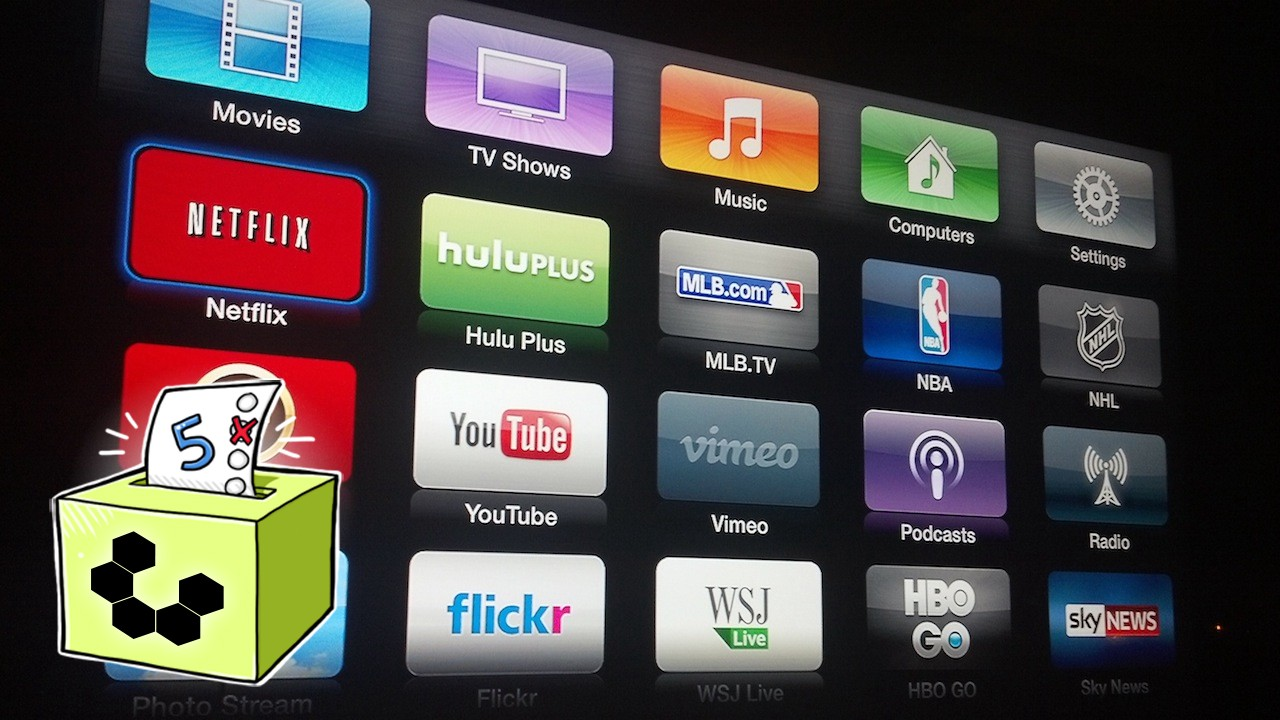 Movies
TV Shows
Music
Computers
Settings
NETFLIX
huluPLUS
MLB.com
NBA
NHL
Netflix
Hulu Plus
MLB.TV
NBA
NHL
5 x
You Tube
vimeo
YouTube
Vimeo
Podcasts
Radio
flickr
WSJ
Live
HBO
GO
sky NEWS
Photo Stream
Flickr
WSJ Live
HBO GO
Sky News